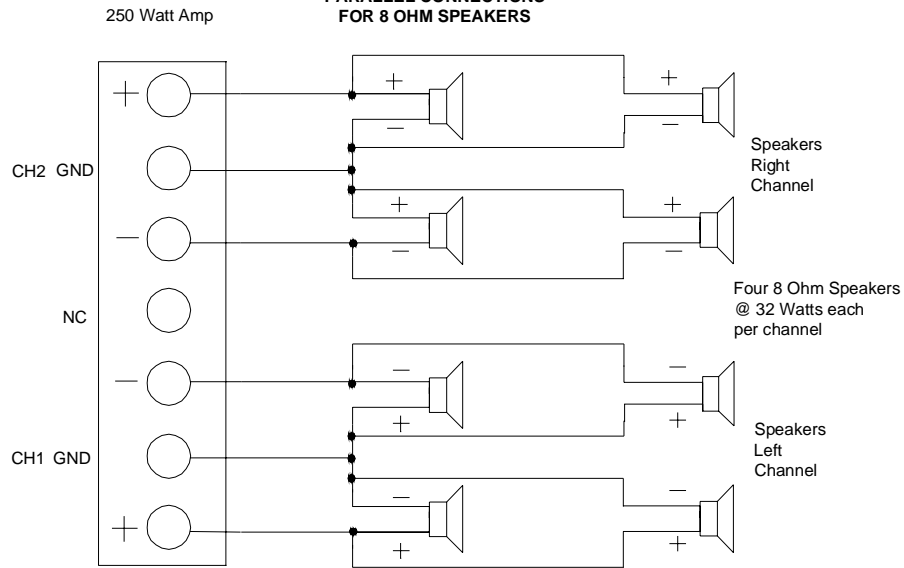 PARALLEL CONNECTIONS
250 Watt Amp
FOR 8 OHM SPEAKERS
+
+
+
−
−
CH2 GND
Speakers
Right
Channel
+
+
−
−
−
Four 8 Ohm Speakers
@ 32 Watts each
per channel
NC
−
−
−
+
+
CH1 GND
Speakers
Left
Channel
−
−
+
+
+